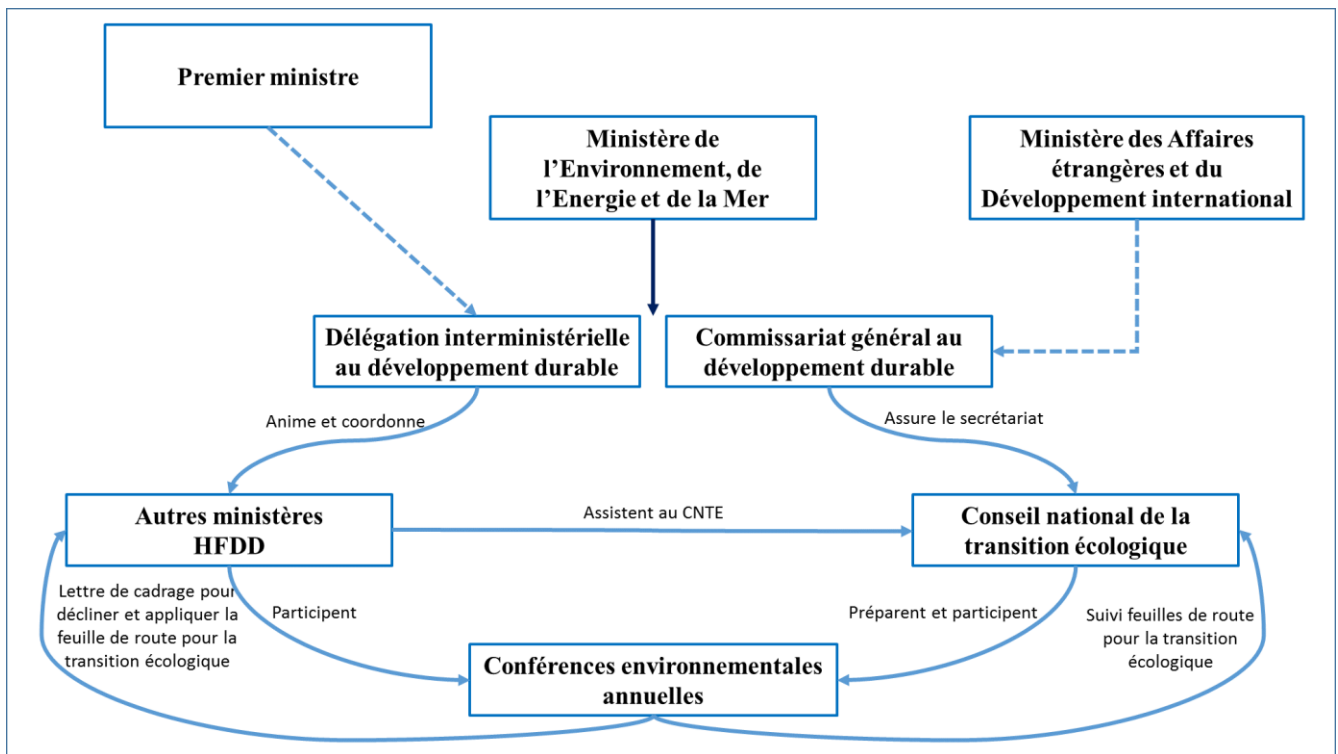 Premier ministre
Ministère de
l’Environnement, de
l’Energie et de la Mer
Ministère des Affaires
étrangères et du
Développement international
Délégation interministérielle
au développement durable
Commissariat général au
développement durable
Anime et coordonne
Assure le secrétariat
Autres ministères
HFDD
Assistent au CNTE
Conseil national de la
transition écologique
Lettre de cadrage pour
décliner et appliquer la
feuille de route pour la
transition écologique
Participent
Préparent et participent
Suivi feuilles de route
pour la transition
écologique
Conférences environnementales
annuelles